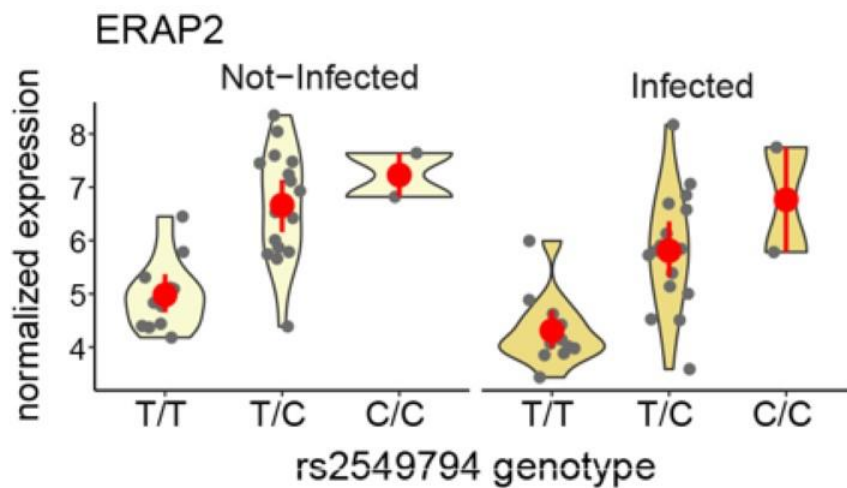 ERAP2
Not-Infected
Infected
normalized expression
8
7
6
5
4
T/T
T/C
C/C
T/T
T/C
C/C
rs2549794 genotype